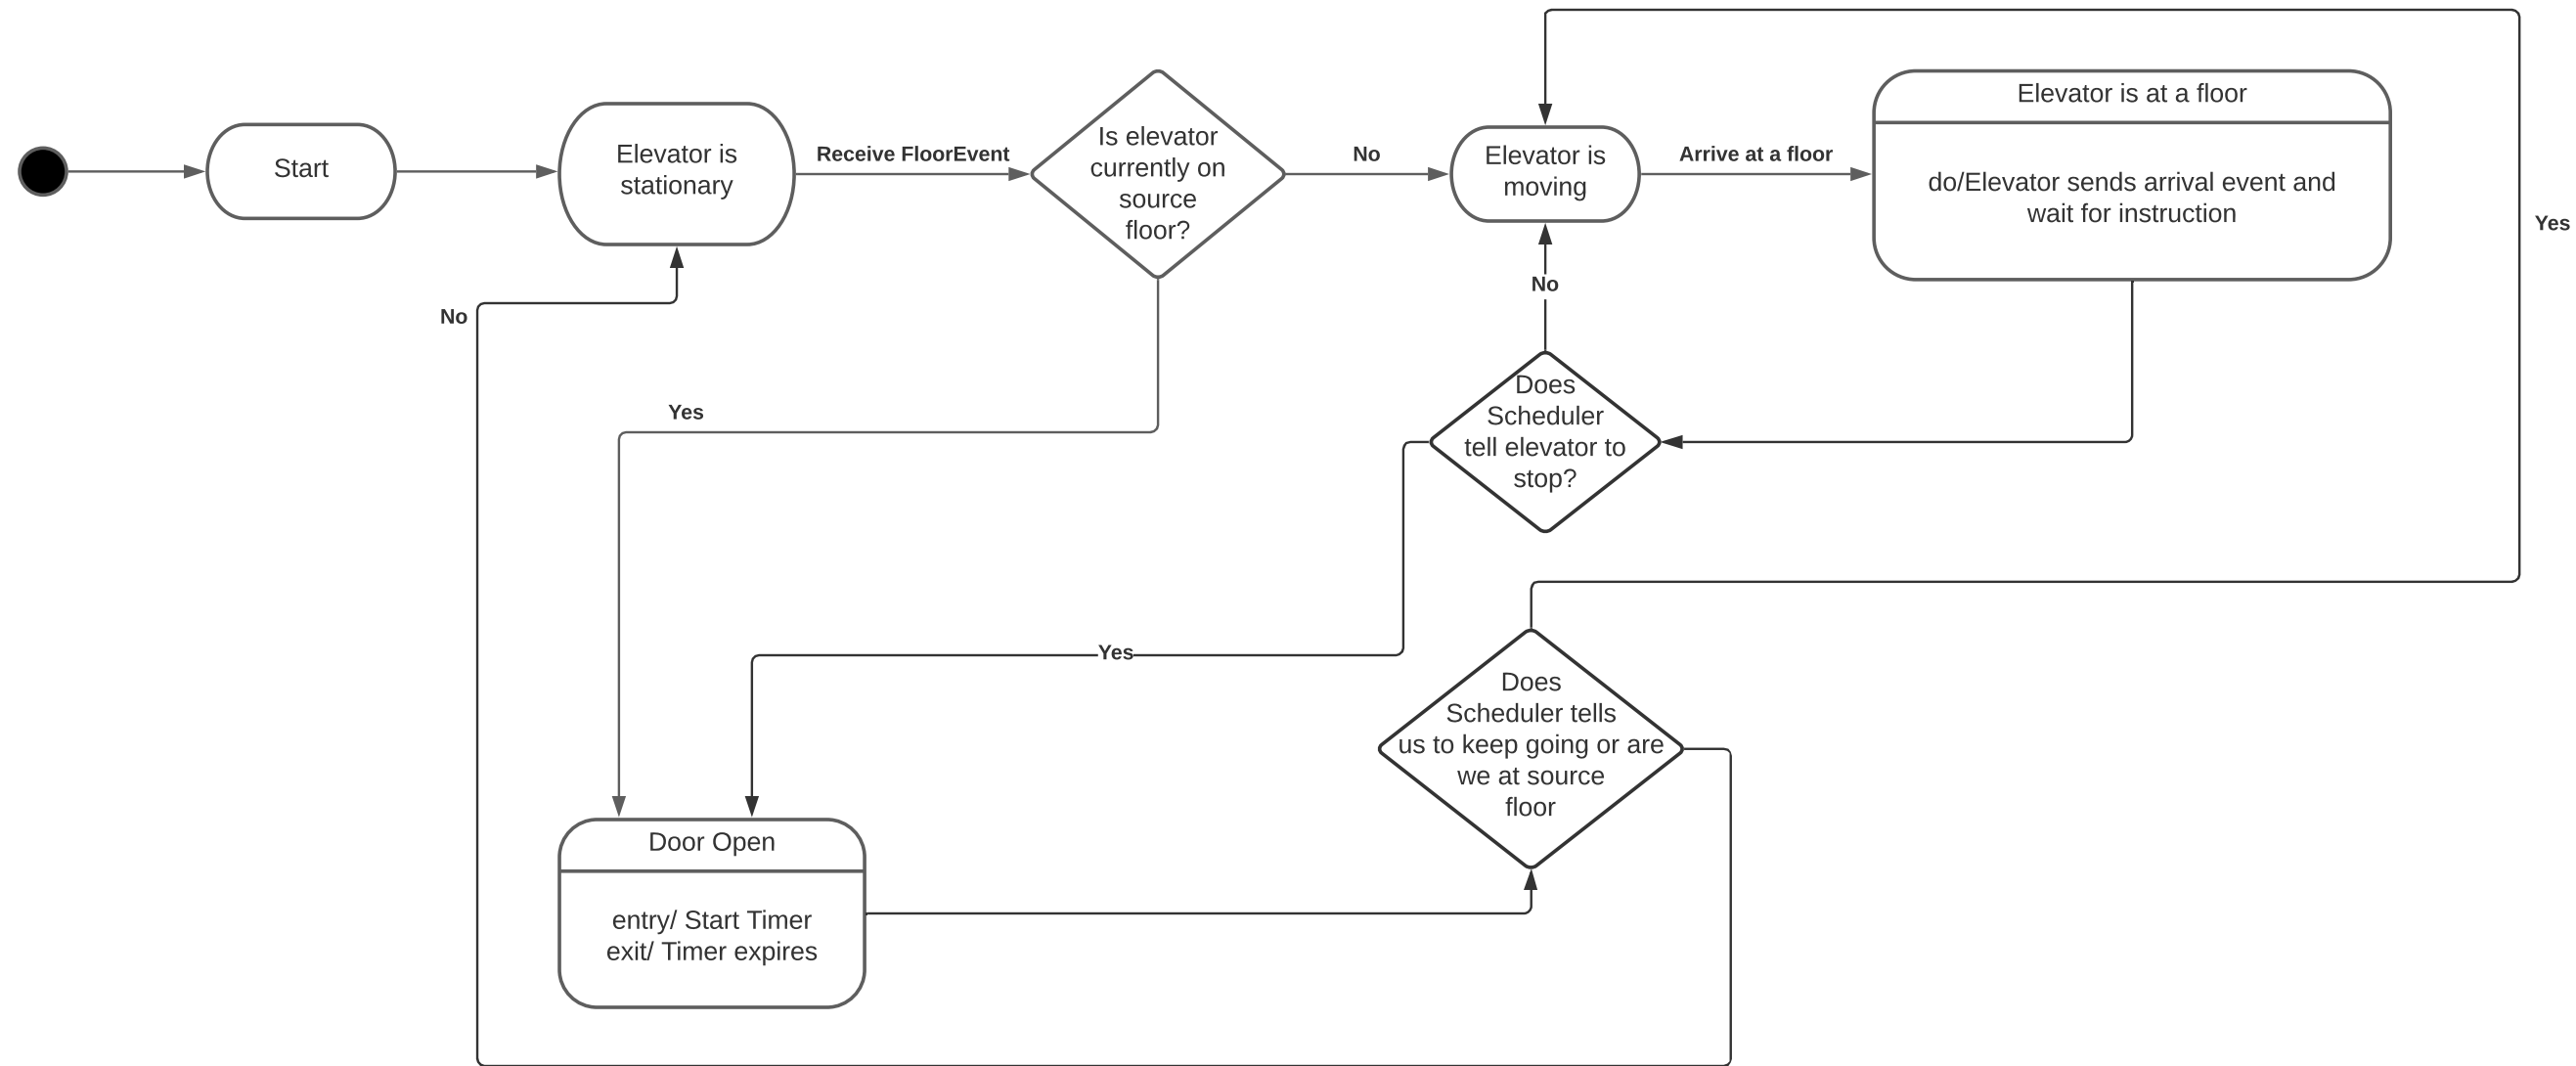 Start
Elevator is
stationary
Receive FloorEvent
Is elevator
currently on
source
floor?
No
Elevator is
moving
Arrive at a floor
Elevator is at a floor
do/Elevator sends arrival event and
wait for instruction
Yes
No
No
Yes
Does
Scheduler
tell elevator to
stop?
Yes
Does
Scheduler tells
us to keep going or are
we at source
floor
Door Open
entry/ Start Timer
exit/ Timer expires